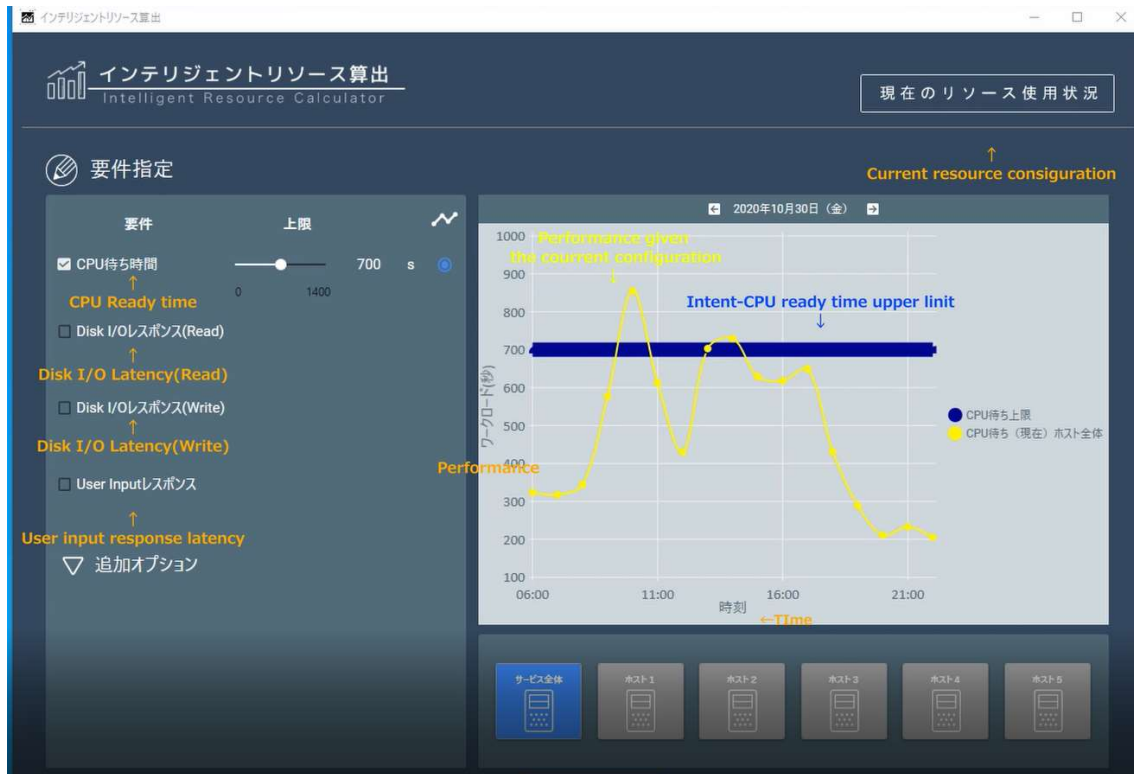 インテリジェントリソース算出
インテリジェントリソース算出
Intelligent Resource Calculator
現在のリソース使用状況
↑
Current resource consiguration
要件指定
要件 上限
CPU待ち時間 700 s
0 1400
↑
CPU Ready time
Disk I/Oレスポンス(Read)
↑
Disk I/O Latency(Read)
Disk I/Oレスポンス(Write)
↑
Disk I/O Latency(Write)
User Inputレスポンス
↑
User input response latency
追加オプション
2020年10月30日（金）
Performance given
the courrent configuration
↓
Intent-CPU ready time upper linit
↓
1000
900
800
700
600
500
400
300
200
100
ワークロード(秒)
Performance
06:00 11:00 16:00 21:00
時刻
←TIme
CPU待ち上限
CPU待ち（現在）ホスト全体
サービス全体 ホスト1 ホスト2 ホスト3 ホスト4 ホスト5